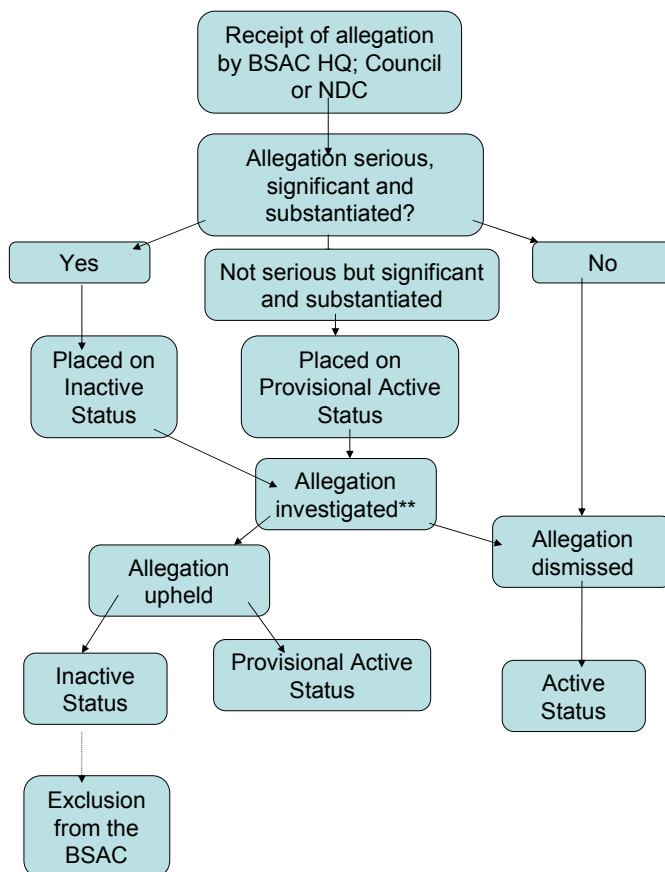 Receipt of allegation
by BSAC HQ; Council
or NDC
Allegation serious,
significant and
substantiated?
Yes
Not serious but significant
and substantiated
No
Placed on
Inactive
Status
Placed on
Provisional Active
Status
Allegation
investigated**
Allegation
dismissed
Allegation
upheld
Inactive
Status
Provisional Active
Status
Active
Status
Exclusion
from the
BSAC